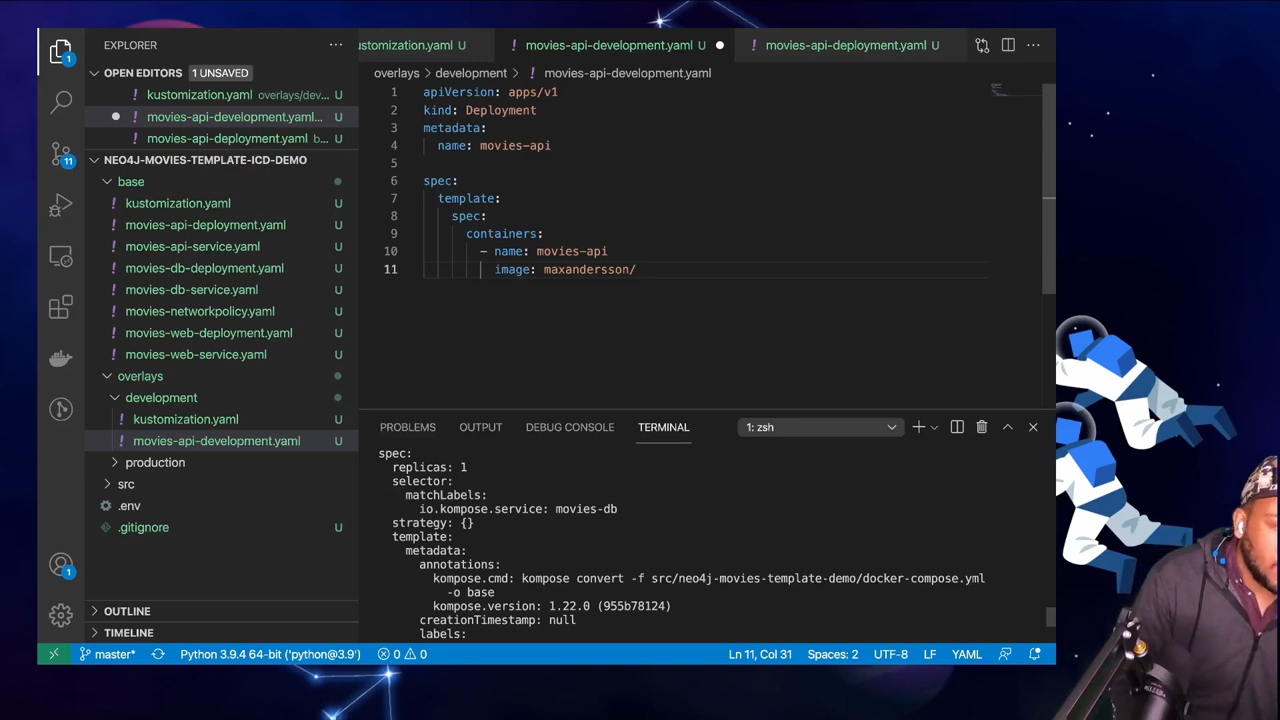 EXPLORER
OPEN EDITORS 1 UNSAVED
kustomization.yaml overlays/dev... U
movies-api-development.yaml...
movies-api-deployment.yaml b... U
NEO4J-MOVIES-TEMPLATE-ICD-DEMO
base
kustomization.yaml U
movies-api-deployment.yaml U
movies-api-service.yaml U
movies-db-deployment.yaml U
movies-db-service.yaml U
movies-networkpolicy.yaml U
movies-web-deployment.yaml U
movies-web-service.yaml U
overlays
development
kustomization.yaml U
movies-api-development.yaml U
production
src
.env
.gitignore U
OUTLINE
TIMELINE
1
11
1
ustomization.yaml U
movies-api-development.yaml U
movies-api-deployment.yaml U
overlays > development > movies-api-development.yaml
1 apiVersion: apps/v1
2 kind: Deployment
3 metadata:
4 name: movies-api
5
6 spec:
7 template:
8 spec:
9 containers:
10 - name: movies-api
11 image: maxandersson/
PROBLEMS OUTPUT DEBUG CONSOLE TERMINAL 1: zsh
spec:
replicas: 1
selector:
matchLabels:
io.kompose.service: movies-db
strategy: {}
template:
metadata:
annotations:
kompose.cmd: kompose convert -f src/neo4j-movies-template-demo/docker-compose.yml
-o base
kompose.version: 1.22.0 (955b78124)
creationTimestamp: null
labels:
master* Python 3.9.4 64-bit ('python@3.9') 0 0 Ln 11, Col 31 Spaces: 2 UTF-8 LF YAML